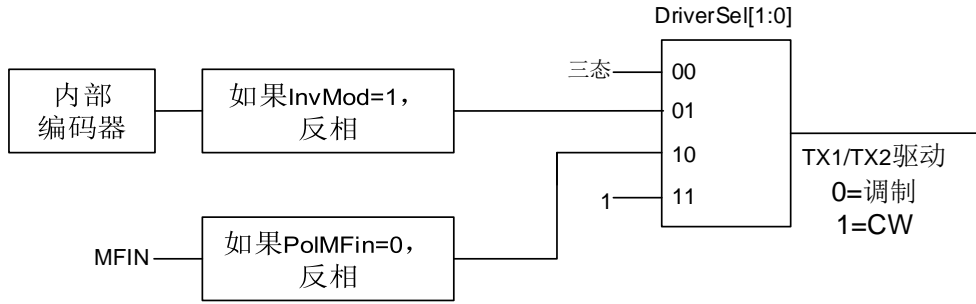 DriverSel[1:0]
三态
00
内部
编码器
如果InvMod=1，
反相
01
10
TX1/TX2驱动
0=调制
1=CW
1
11
MFIN
如果PolMFin=0，
反相